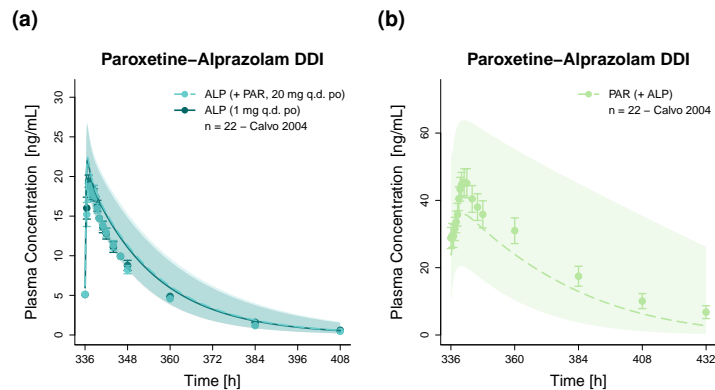 (a)
Paroxetine−Alprazolam DDI
ALP (+ PAR, 20 mg q.d. po)
ALP (1 mg q.d. po)
n = 22 − Calvo 2004
Plasma Concentration [ng/mL]
30
25
20
15
10
5
0
336 348 360 372 384 396 408
Time [h]
(b)
Paroxetine−Alprazolam DDI
PAR (+ ALP)
n = 22 − Calvo 2004
Plasma Concentration [ng/mL]
60
40
20
0
336 360 384 408 432
Time [h]